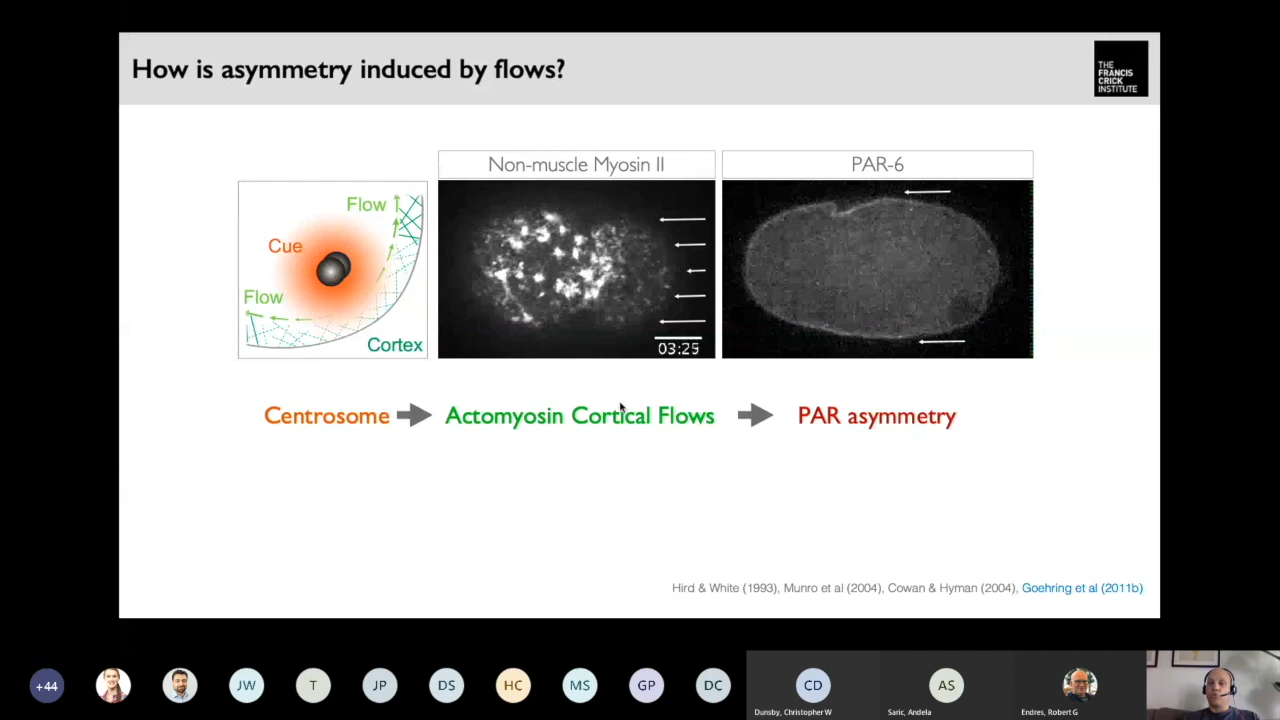 How is asymmetry induced by flows?
THE
FRANCIS
CRICK
INSTITUTE
Non-muscle Myosin II
PAR-6
Flow
Cue
Flow
Cortex
03:25
Centrosome
Actomyosin Cortical Flows
PAR asymmetry
Hird & White (1993), Munro et al (2004), Cowan & Hyman (2004), Goehring et al (2011b)
+44
JW
T
JP
DS
HC
MS
GP
DC
CD
AS
Dunsby, Christopher W
Saric, Andela
Endres, Robert G